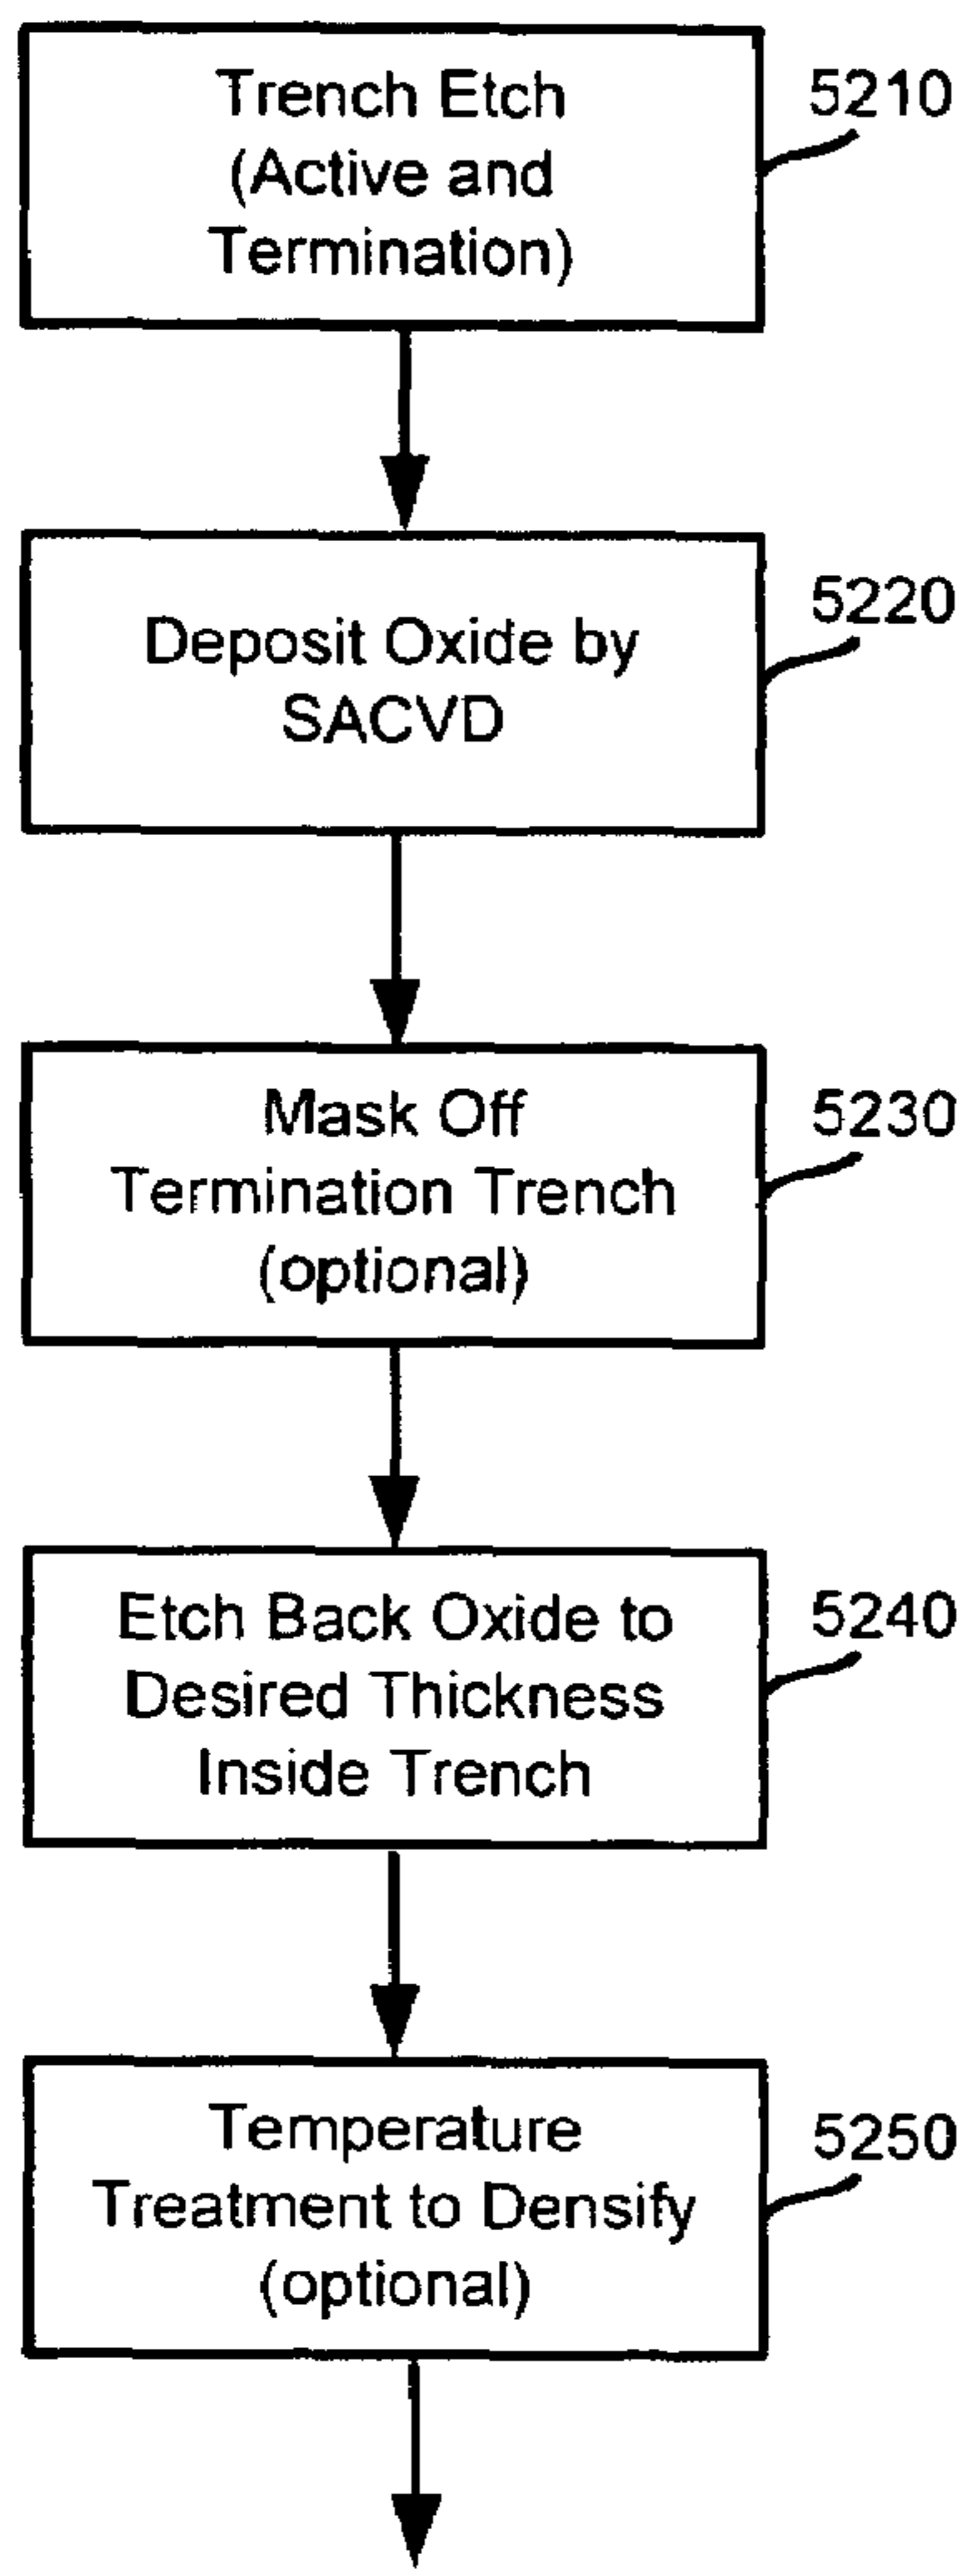 Trench Etch
(Active and
Termination)
5210
Deposit Oxide by
SACVD
5220
Mask Off
Termination Trench
(optional)
5230
Etch Back Oxide to
Desired Thickness
Inside Trench
5240
Temperature
Treatment to Densify
(optional)
5250